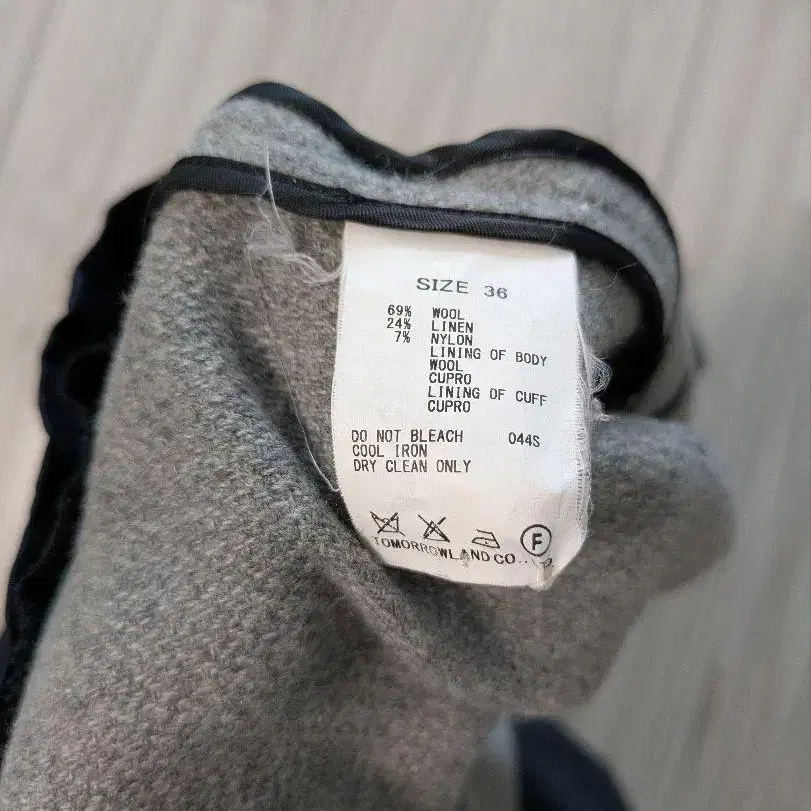 SIZE 36
69% WOOL
24% LINEN
7% NYLON
LINING OF BODY
WOOL
CUPRO
LINING OF CUFF
CUPRO
DO NOT BLEACH 044S
COOL IRON
DRY CLEAN ONLY
F
TOMORROWLAND CO.